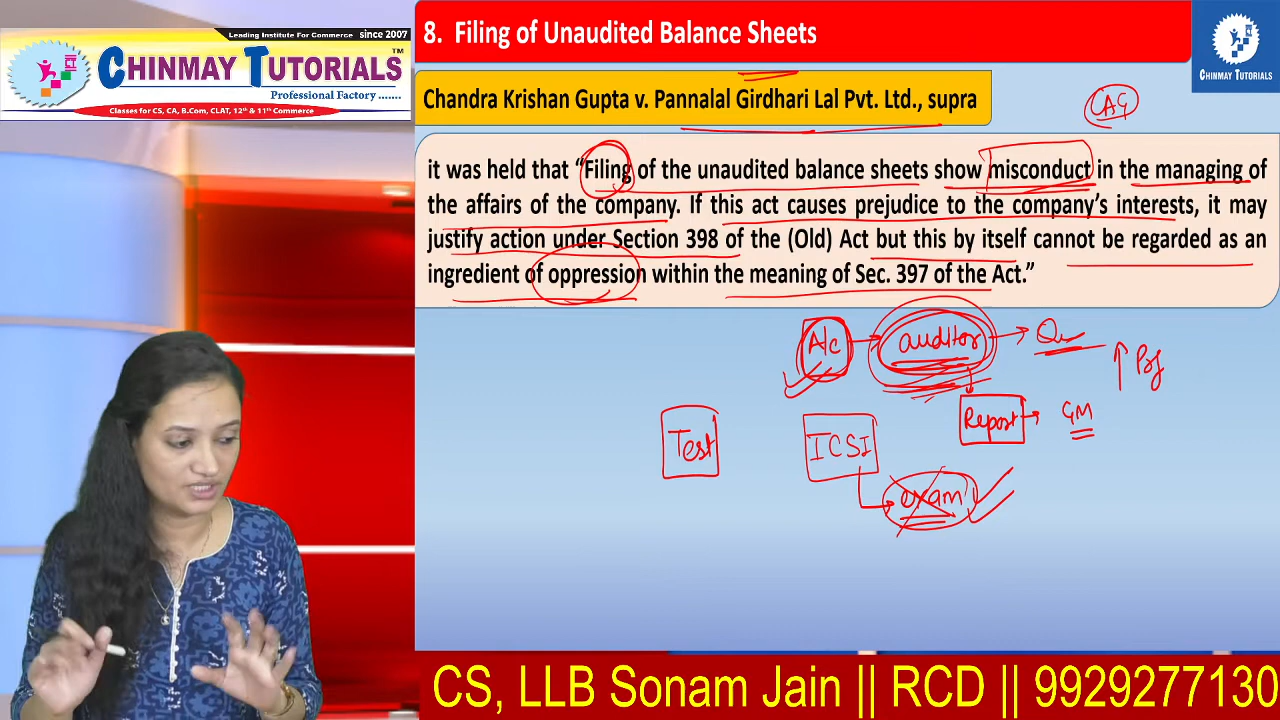 Leading Institute For Commerce since 2007
CHINMAY TUTORIALS™
Professional Factory .......
Classes for CS, CA, B.Com, CLAT, 12th & 11th Commerce
8. Filing of Unaudited Balance Sheets
CHINMAY TUTORIALS
Chandra Krishan Gupta v. Pannalal Girdhari Lal Pvt. Ltd., supra
CAG
it was held that “Filing of the unaudited balance sheets show misconduct in the managing of
the affairs of the company. If this act causes prejudice to the company’s interests, it may
justify action under Section 398 of the (Old) Act but this by itself cannot be regarded as an
ingredient of oppression within the meaning of Sec. 397 of the Act.”
A/c auditor
Report GM
Test ICSI
exam
CS, LLB Sonam Jain || RCD || 9929277130